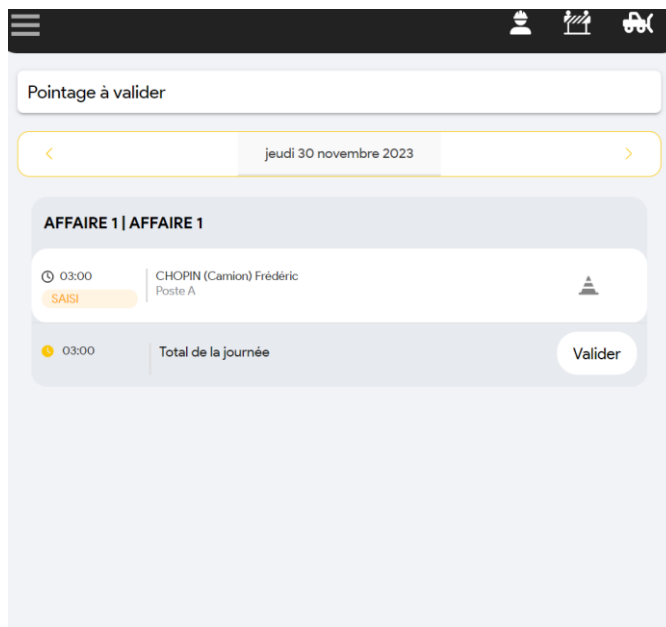 Pointage à valider
jeudi 30 novembre 2023
AFFAIRE 1 | AFFAIRE 1
03:00
CHOPIN (Camion) Frédéric
SAISI
Poste A
03:00
Total de la journée
Valider